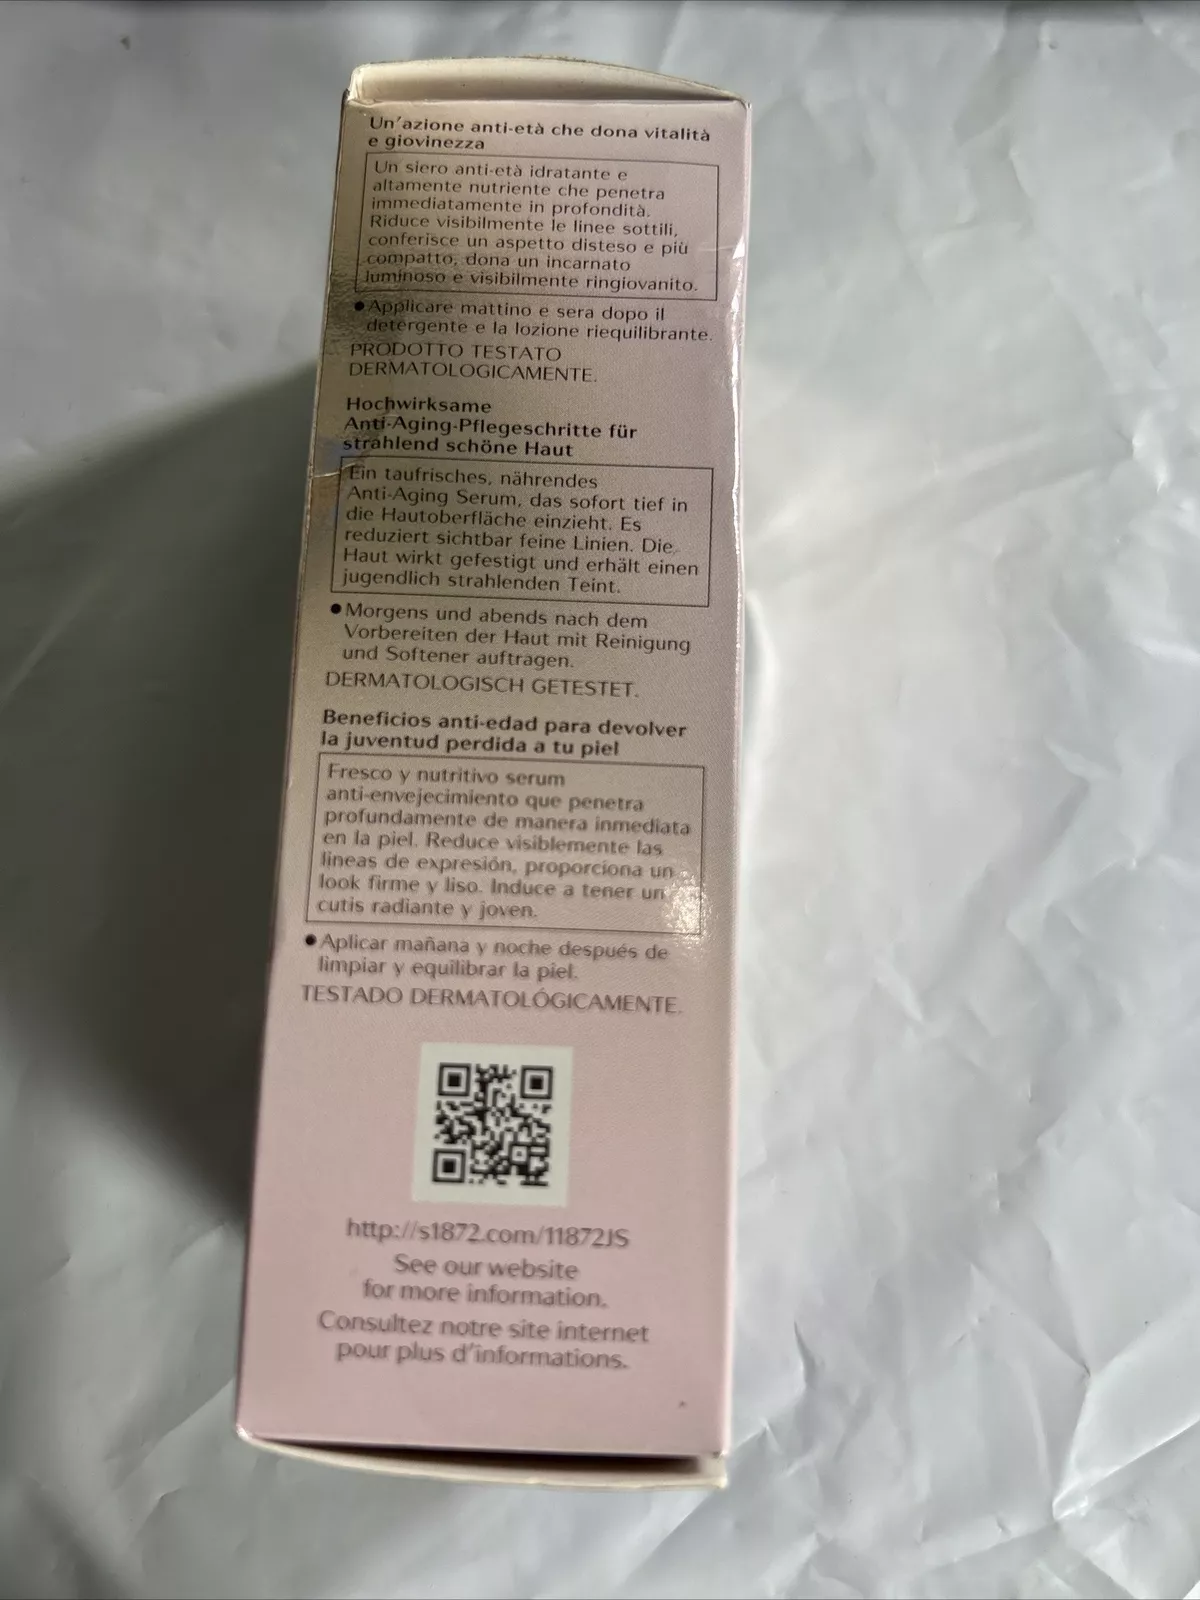 Un'azione anti-età che dona vitalità
e giovinezza
Un siero anti-età idratante e
altamente nutriente che penetra
immediatamente in profondità.
Riduce visibilmente le linee sottili,
conferisce un aspetto disteso e più
compatto, dona un incarnato
luminoso e visibilmente ringiovanito.
●Applicare mattino e sera dopo il
detergente e la lozione riequilibrante.
PRODOTTO TESTATO
DERMATOLOGICAMENTE.
Hochwirksame
Anti-Aging-Pflegeschritte für
strahlend schöne Haut
Ein taufrisches, nährendes
Anti-Aging Serum, das sofort tief in
die Hautoberfläche einzieht. Es
reduziert sichtbar feine Linien. Die
Haut wirkt gefestigt und erhält einen
jugendlich strahlenden Teint.
●Morgens und abends nach dem
Vorbereiten der Haut mit Reinigung
und Softener auftragen.
DERMATOLOGISCH GETESTET.
Beneficios anti-edad para devolver
la juventud perdida a tu piel
Fresco y nutritivo serum
anti-envejecimiento que penetra
profundamente de manera inmediata
en la piel. Reduce visiblemente las
lineas de expresión, proporciona un
look firme y liso. Induce a tener un
cutis radiante y joven.
●Aplicar mañana y noche después de
limpiar y equilibrar la piel.
TESTADO DERMATOLÓGICAMENTE.
http://s1872.com/11872JS
See our website
for more information.
Consultez notre site internet
pour plus d'informations.